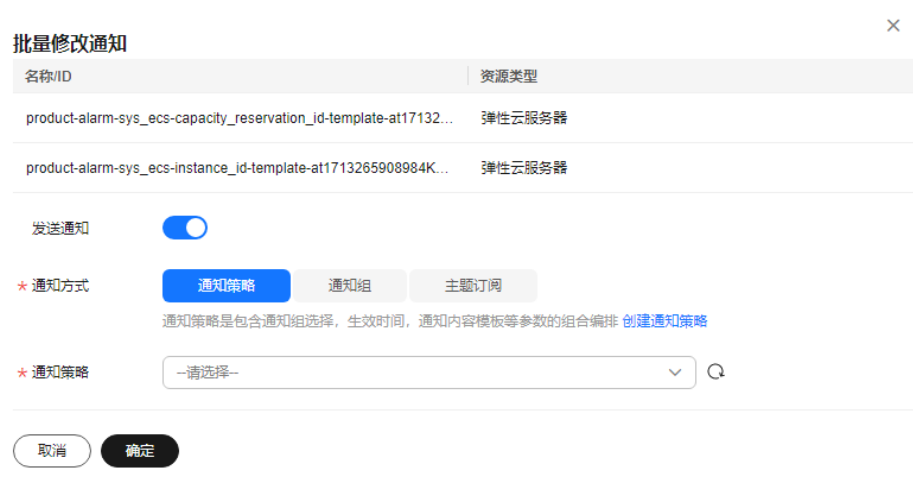 批量修改通知
名称/ID 资源类型
product-alarm-sys_ecs-capacity_reservation_id-template-at17132... 弹性云服务器
product-alarm-sys_ecs-instance_id-template-at1713265908984K... 弹性云服务器
发送通知
* 通知方式 通知策略 通知组 主题订阅
通知策略是包含通知组选择，生效时间，通知内容模板等参数的组合编排 创建通知策略
* 通知策略 --请选择--
取消 确定